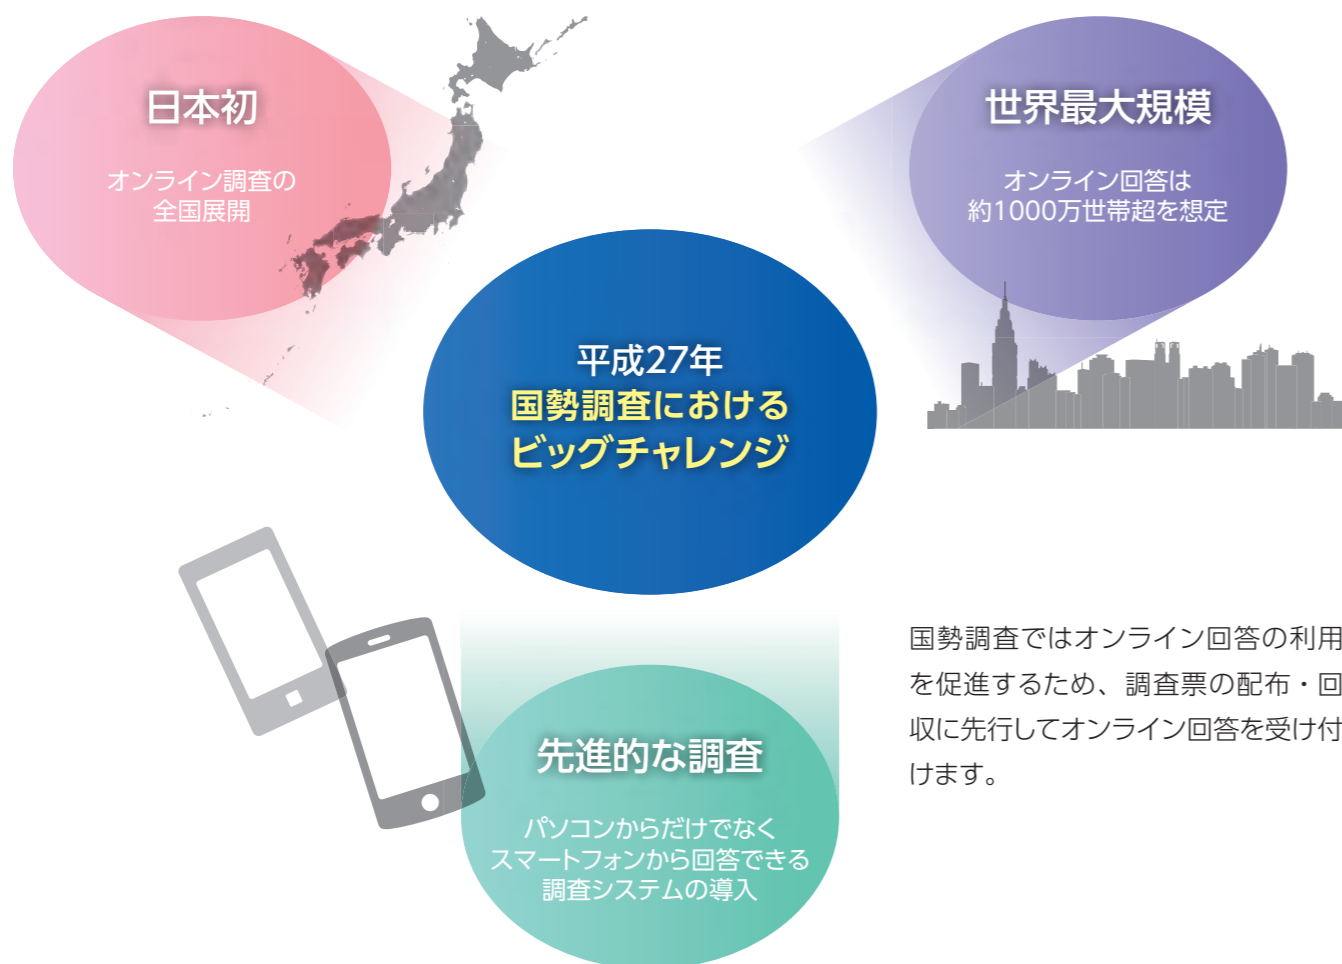 日本初
オンライン調査の
全国展開
世界最大規模
オンライン回答は
約1000万世帯超を想定
平成27年
国勢調査における
ビッグチャレンジ
先進的な調査
パソコンからだけでなく
スマートフォンから回答できる
調査システムの導入
国勢調査ではオンライン回答の利用
を促進するため、調査票の配布・回
収に先行してオンライン回答を受け付
けます。